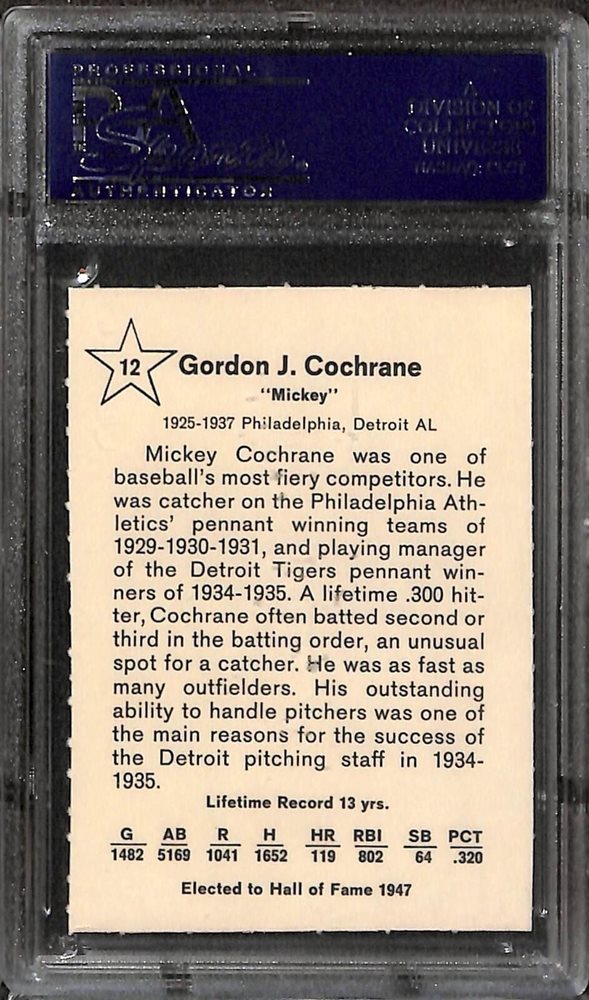 PROFESSIONAL
PSA
Sports
AUTHENTICATOR
A
DIVISION OF
COLLECTORS
UNIVERSE
NASDAQ: CLCT
12
Gordon J. Cochrane
"Mickey"
1925-1937 Philadelphia, Detroit AL
Mickey Cochrane was one of
baseball's most fiery competitors. He
was catcher on the Philadelphia Ath-
letics' pennant winning teams of
1929-1930-1931, and playing manager
of the Detroit Tigers pennant win-
ners of 1934-1935. A lifetime .300 hit-
ter, Cochrane often batted second or
third in the batting order, an unusual
spot for a catcher. He was as fast as
many outfielders. His outstanding
ability to handle pitchers was one of
the main reasons for the success of
the Detroit pitching staff in 1934-
1935.
Lifetime Record 13 yrs.
G AB R H HR RBI SB PCT
1482 5169 1041 1652 119 802 64 .320
Elected to Hall of Fame 1947